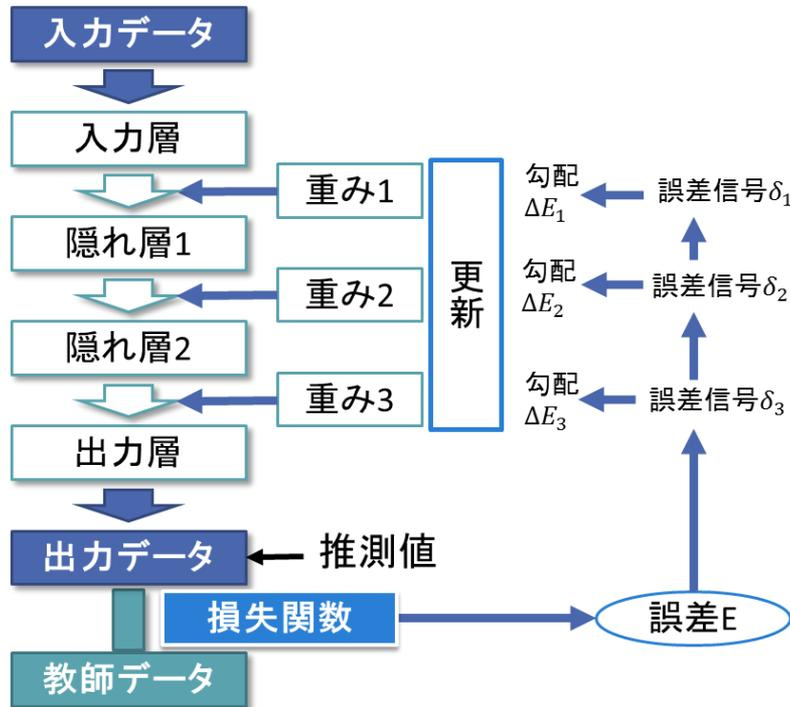 入力データ
入力層
重み1
更新
勾配
ΔE₁
誤差信号δ₁
隠れ層1
重み2
勾配
ΔE₂
誤差信号δ₂
隠れ層2
重み3
勾配
ΔE₃
誤差信号δ₃
出力層
出力データ
推測値
損失関数
誤差E
教師データ